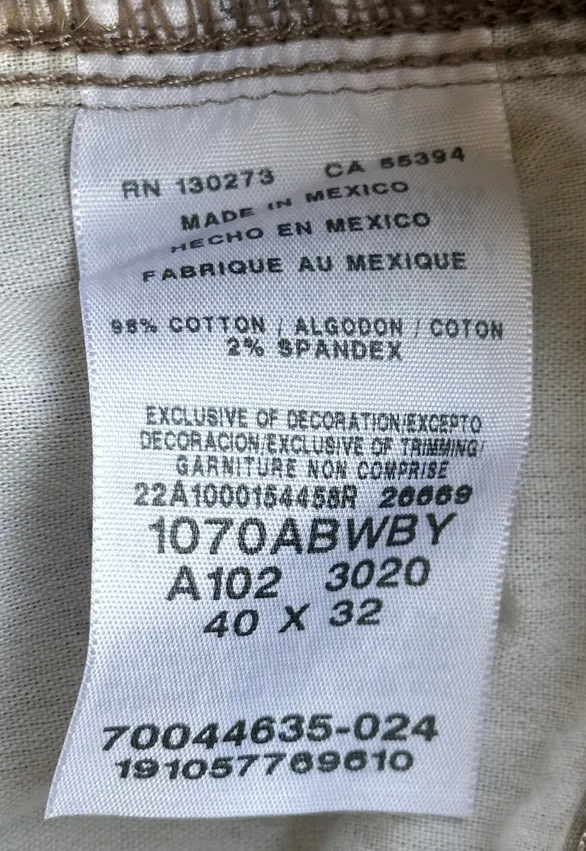 RN 130273 CA 55394
MADE IN MEXICO
HECHO EN MEXICO
FABRIQUE AU MEXIQUE
98% COTTON / ALGODON / COTON
2% SPANDEX
EXCLUSIVE OF DECORATION/EXCEPTO
DECORACION/EXCLUSIVE OF TRIMMING/
GARNITURE NON COMPRISE
22A1000154458R 26669
1070ABWBY
A102 3020
40 X 32
70044635-024
191057769610